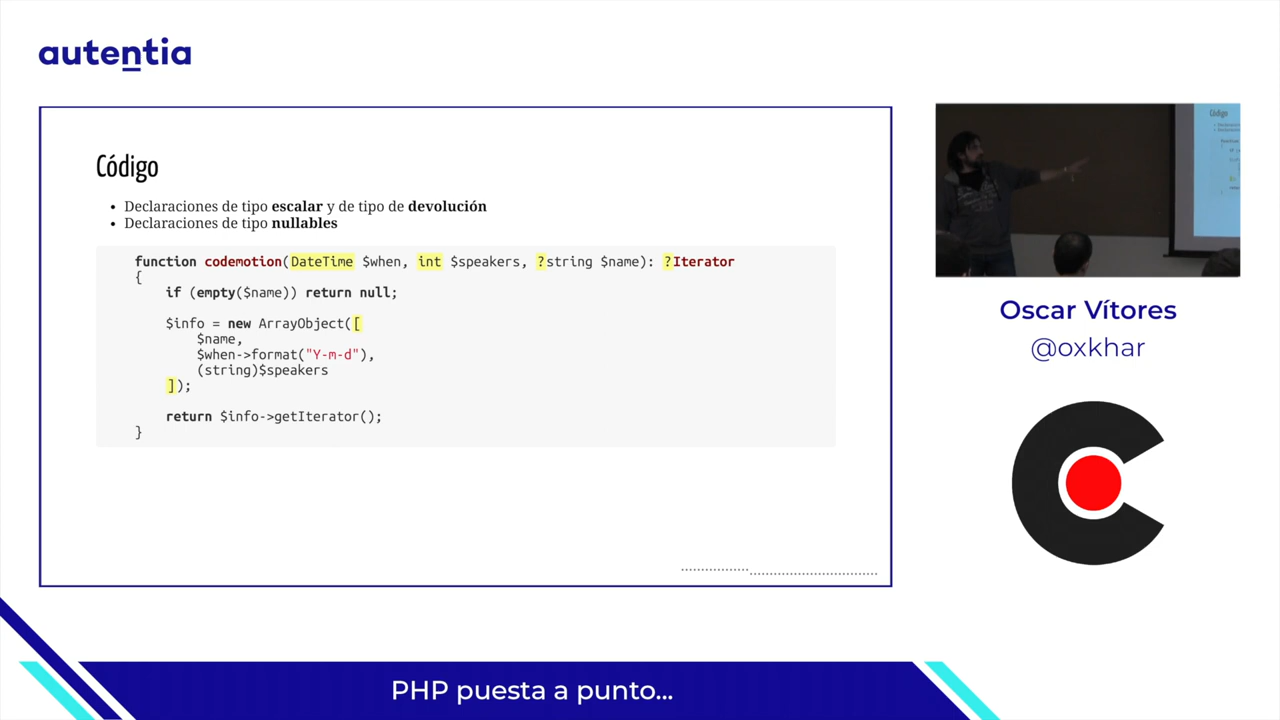 autentia
Código
• Declaraciones de tipo escalar y de tipo de devolución
• Declaraciones de tipo nullables
function codemotion(DateTime $when, int $speakers, ?string $name): ?Iterator
{
if (empty($name)) return null;
$info = new ArrayObject([
$name,
$when->format("Y-m-d"),
(string)$speakers
]);
return $info->getIterator();
}
Código
Oscar Vítores
@oxkhar
PHP puesta a punto...